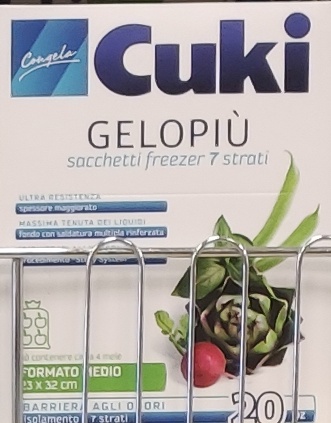 Congela
Cuki
GELOPIÙ
sacchetti freezer 7 strati
ULTRA RESISTENZA
spessore maggiorato
MASSIMA TENUTA DEI LIQUIDI
fondo con saldatura multipla rinforzata
contenere 4 mele
FORMATO MEDIO
23 x 32 cm
BARRIERA AGLI ODORI
isolamento 7 strati
20